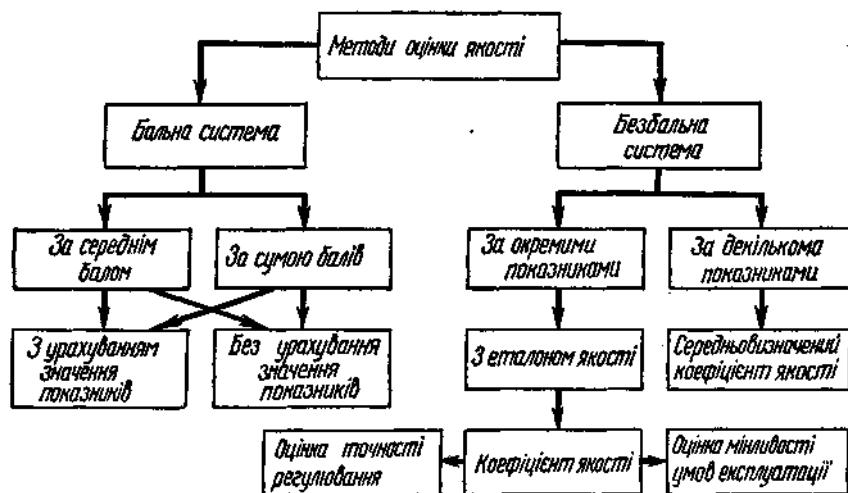 Методи оцінки якості
Бальна система
Безбальна
система
За середнім
балом
За сумою балів
За окремими
показниками
За декількома
показниками
З урахуванням
значення
показників
Без урахування
значення
показників
З еталоном якості
Середньовизначений
коефіцієнт якості
Оцінка точності
регулювання
Коефіцієнт якості
Оцінка мінливості
умов експлуатації